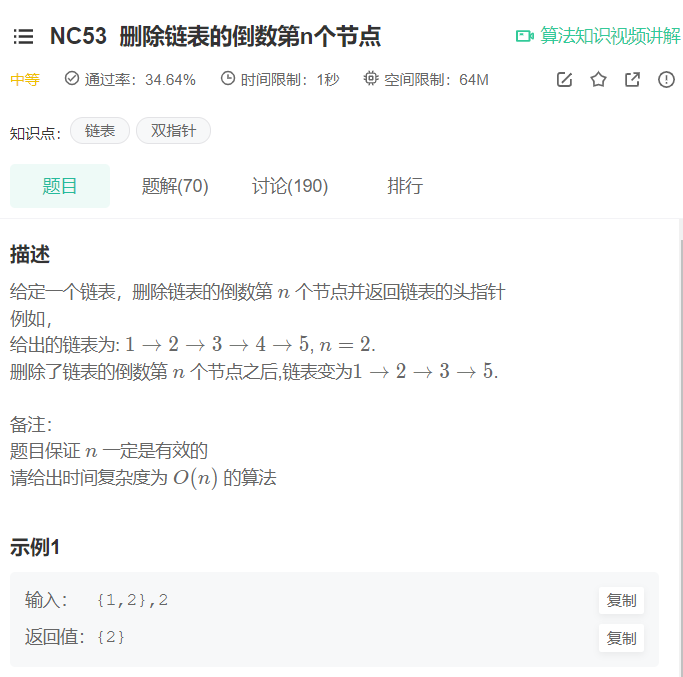 NC53 删除链表的倒数第n个节点 算法知识视频讲解
中等 通过率：34.64% 时间限制：1秒 空间限制：64M
知识点： 链表 双指针
题目 题解(70) 讨论(190) 排行
描述
给定一个链表，删除链表的倒数第 n 个节点并返回链表的头指针
例如，
给出的链表为: 1 → 2 → 3 → 4 → 5, n = 2.
删除了链表的倒数第 n 个节点之后,链表变为1 → 2 → 3 → 5.
备注：
题目保证 n 一定是有效的
请给出时间复杂度为 O(n) 的算法
示例1
输入： {1,2},2 复制
返回值：{2} 复制